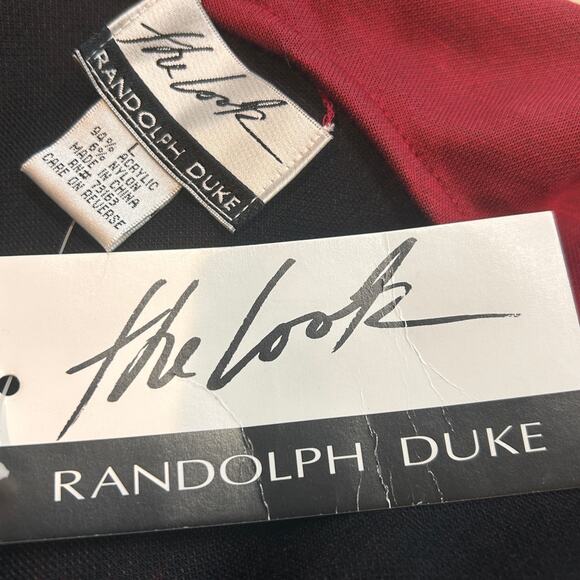 the look
RANDOLPH DUKE
L
94% ACRYLIC
6% NYLON
MADE IN CHINA
RN# 73163
CARE ON REVERSE
the look
RANDOLPH DUKE